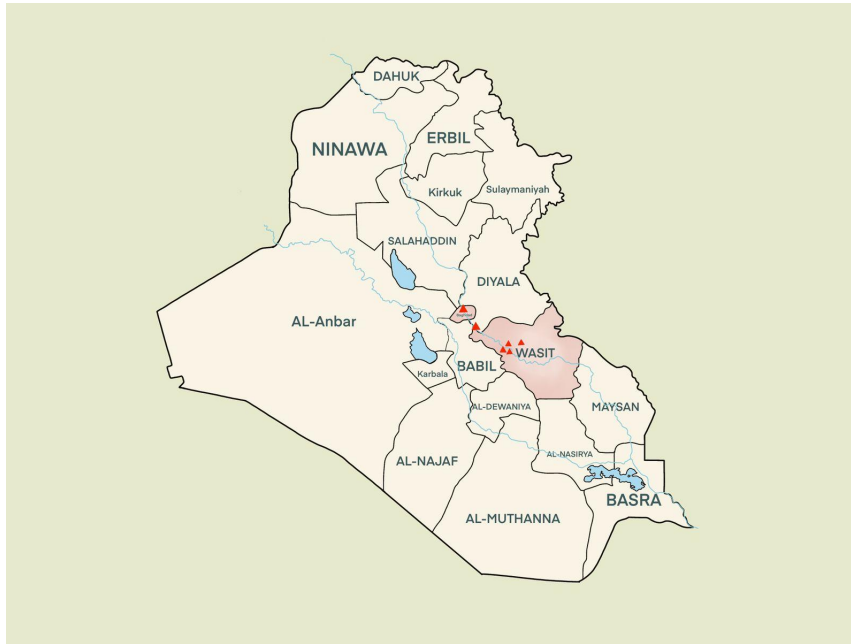 DAHUK
NINAWA
ERBIL
Kirkuk
Sulaymaniyah
SALAHADDIN
DIYALA
AL-Anbar
WASIT
BABIL
Karbala
AL-DEWANIYA
MAYSAN
AL-NAJAF
AL-NASIRYA
BASRA
AL-MUTHANNA